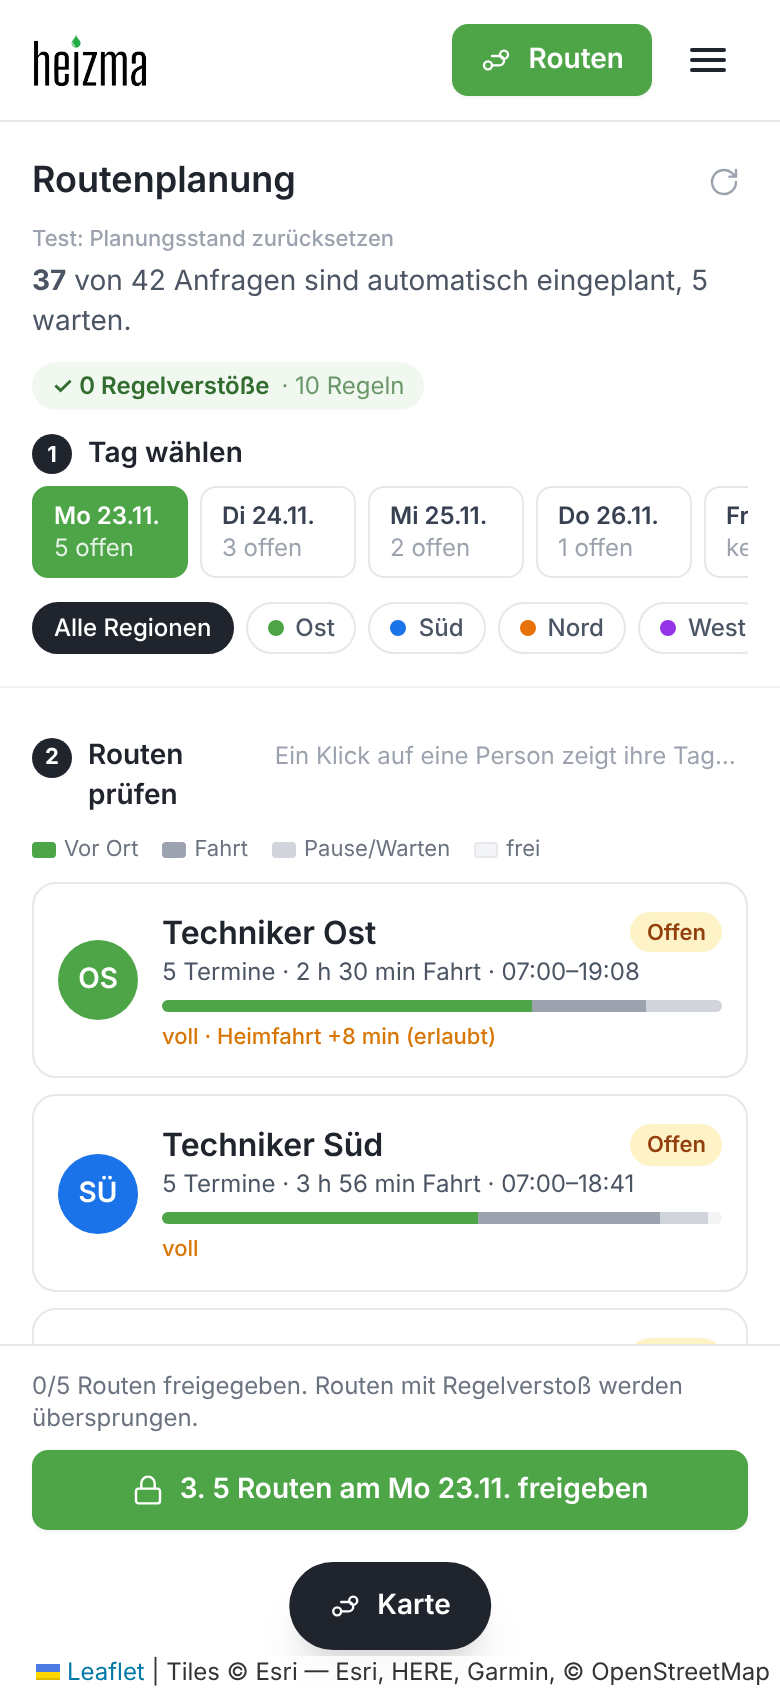 heizma
Routen
Routenplanung
Test: Planungsstand zurücksetzen
37 von 42 Anfragen sind automatisch eingeplant, 5
warten.
✓ 0 Regelverstöße · 10 Regeln
1 Tag wählen
Mo 23.11. Di 24.11. Mi 25.11. Do 26.11. Fr
5 offen 3 offen 2 offen 1 offen ke
Alle Regionen Ost Süd Nord West
2 Routen Ein Klick auf eine Person zeigt ihre Tag...
prüfen
Vor Ort Fahrt Pause/Warten frei
Techniker Ost Offen
OS
5 Termine · 2 h 30 min Fahrt · 07:00–19:08
voll · Heimfahrt +8 min (erlaubt)
Techniker Süd Offen
SÜ
5 Termine · 3 h 56 min Fahrt · 07:00–18:41
voll
0/5 Routen freigegeben. Routen mit Regelverstoß werden
übersprungen.
3. 5 Routen am Mo 23.11. freigeben
Karte
Leaflet | Tiles © Esri — Esri, HERE, Garmin, © OpenStreetMap